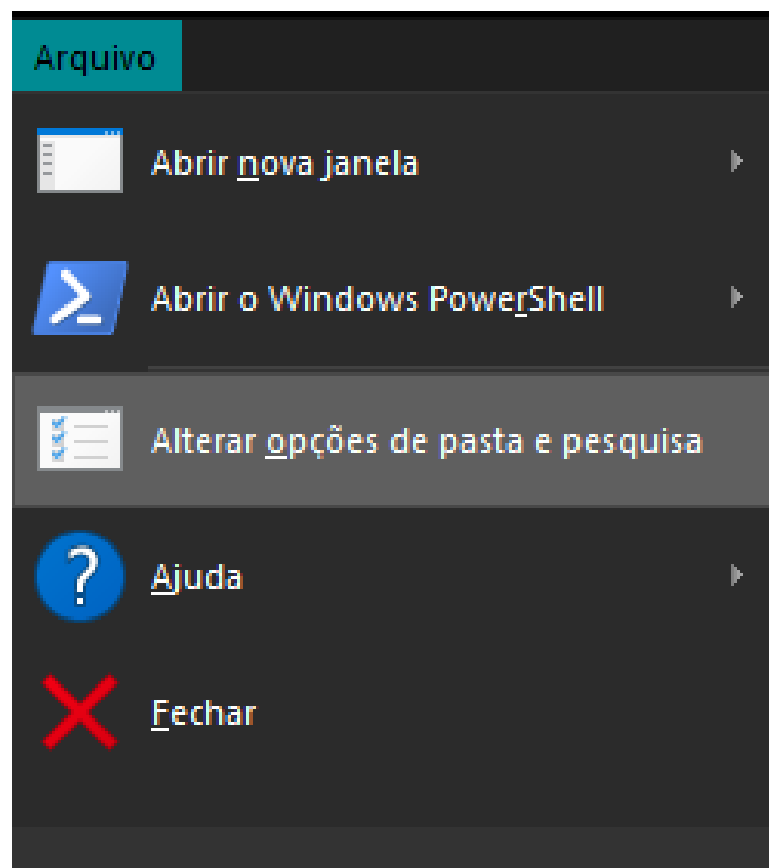 Arquivo
Abrir nova janela
Abrir o Windows PowerShell
Alterar opções de pasta e pesquisa
Ajuda
Fechar